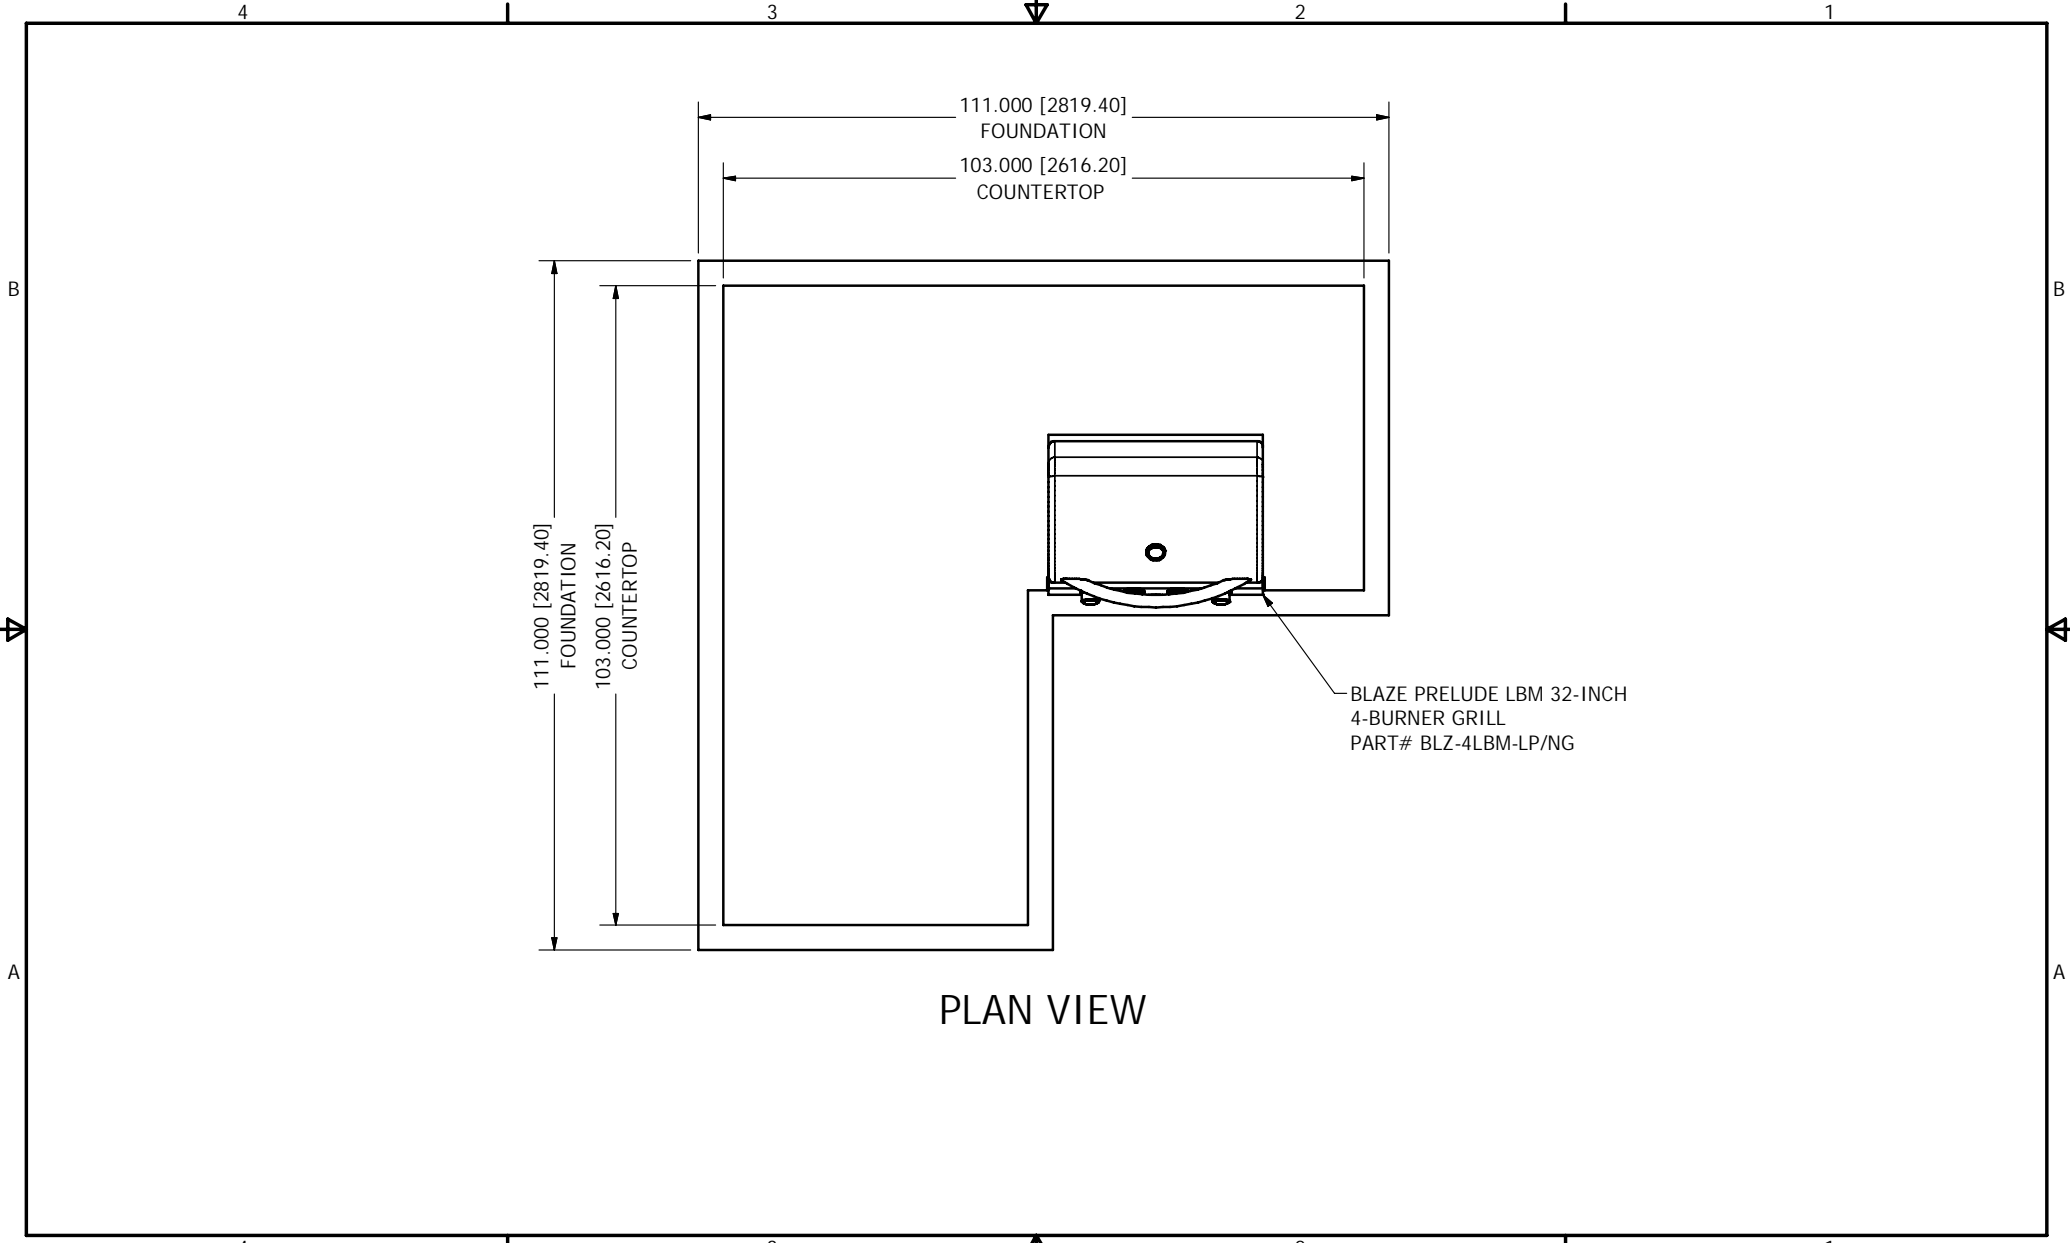 4 3 2 1
111.000 [2819.40]
FOUNDATION
103.000 [2616.20]
COUNTERTOP
B B
111.000 [2819.40]
FOUNDATION
103.000 [2616.20]
COUNTERTOP
BLAZE PRELUDE LBM 32-INCH
4-BURNER GRILL
PART# BLZ-4LBM-LP/NG
A A
PLAN VIEW